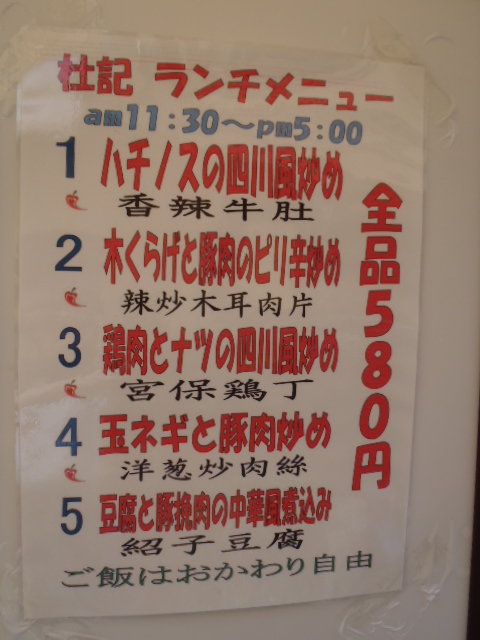 杜記 ランチメニュー
am11:30～pm5:00
1 ハチノスの四川風炒め
香辣牛肚
2 木くらげと豚肉のピリ辛炒め
辣炒木耳肉片
3 鶏肉とナツの四川風炒め
宮保鶏丁
4 玉ネギと豚肉炒め
洋葱炒肉絲
5 豆腐と豚挽肉の中華風煮込み
紹子豆腐
ご飯はおかわり自由
全品580円